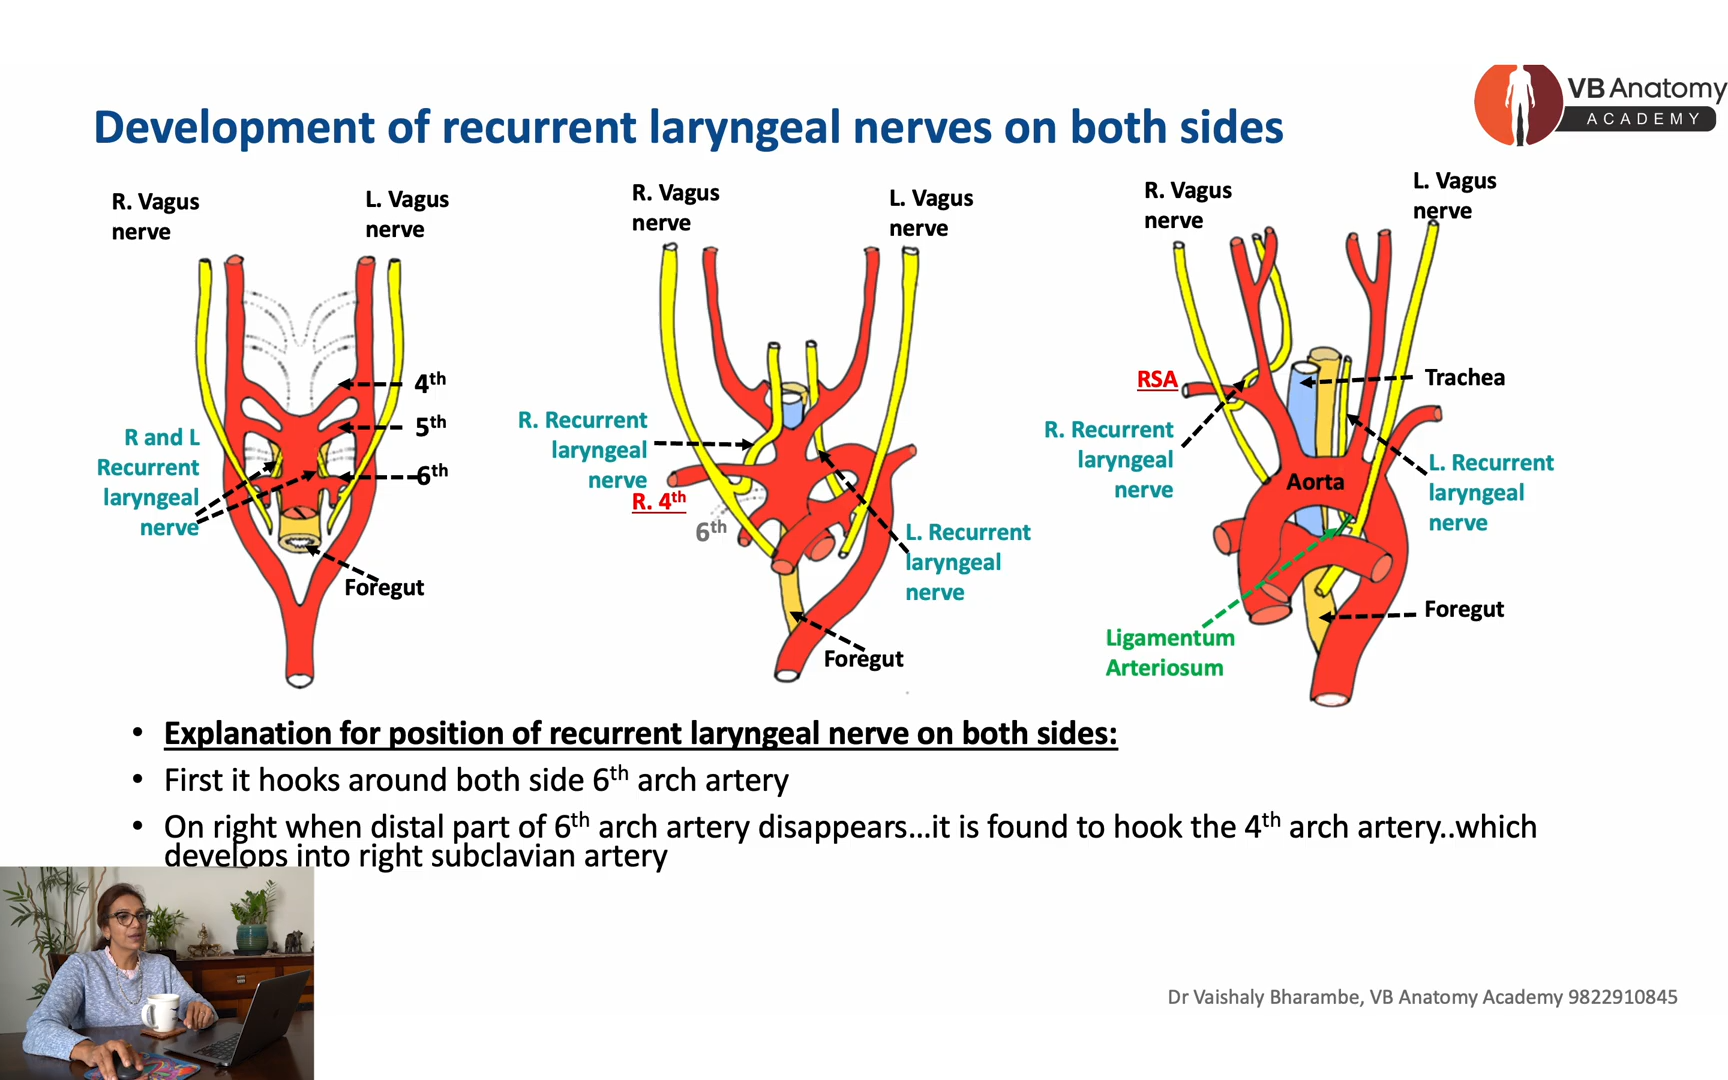 VB Anatomy
ACADEMY
Development of recurrent laryngeal nerves on both sides
R. Vagus
nerve
L. Vagus
nerve
4th
5th
6th
R and L
Recurrent
laryngeal
nerve
Foregut
R. Vagus
nerve
L. Vagus
nerve
R. Recurrent
laryngeal
nerve
R. 4th
6th
L. Recurrent
laryngeal
nerve
Foregut
R. Vagus
nerve
L. Vagus
nerve
RSA
Trachea
R. Recurrent
laryngeal
nerve
Aorta
L. Recurrent
laryngeal
nerve
Ligamentum
Arteriosum
Foregut
• Explanation for position of recurrent laryngeal nerve on both sides:
• First it hooks around both side 6th arch artery
• On right when distal part of 6th arch artery disappears...it is found to hook the 4th arch artery..which
develops into right subclavian artery
Dr Vaishaly Bharambe, VB Anatomy Academy 9822910845